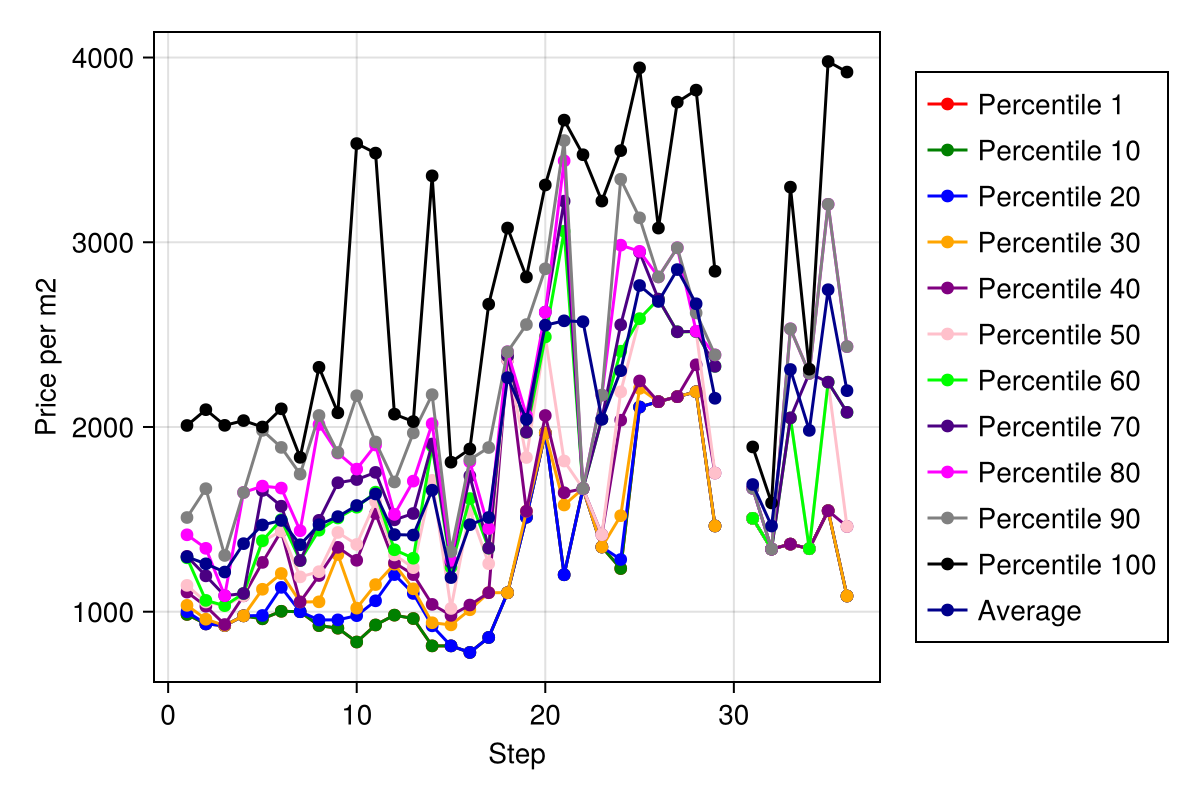 4000
3000
2000
1000
0
10
20
30
Price per m2
Step
Percentile 1
Percentile 10
Percentile 20
Percentile 30
Percentile 40
Percentile 50
Percentile 60
Percentile 70
Percentile 80
Percentile 90
Percentile 100
Average